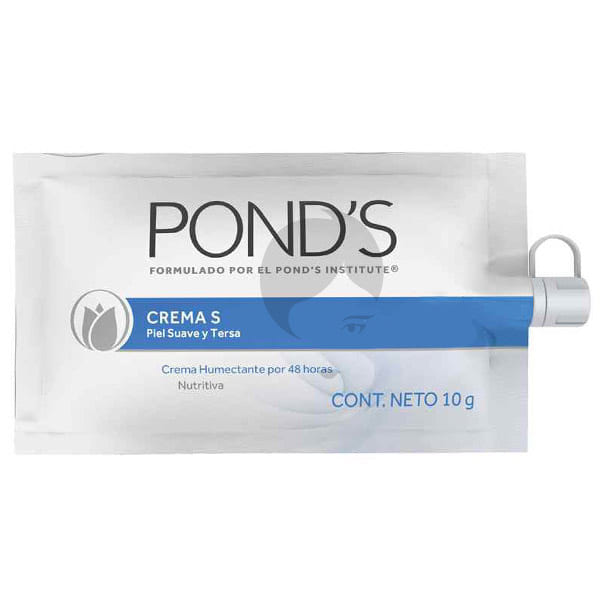 POND'S
FORMULADO POR EL POND'S INSTITUTE®
CREMA S
Piel Suave y Tersa
Crema Humectante por 48 horas
Nutritiva
CONT. NETO 10 g